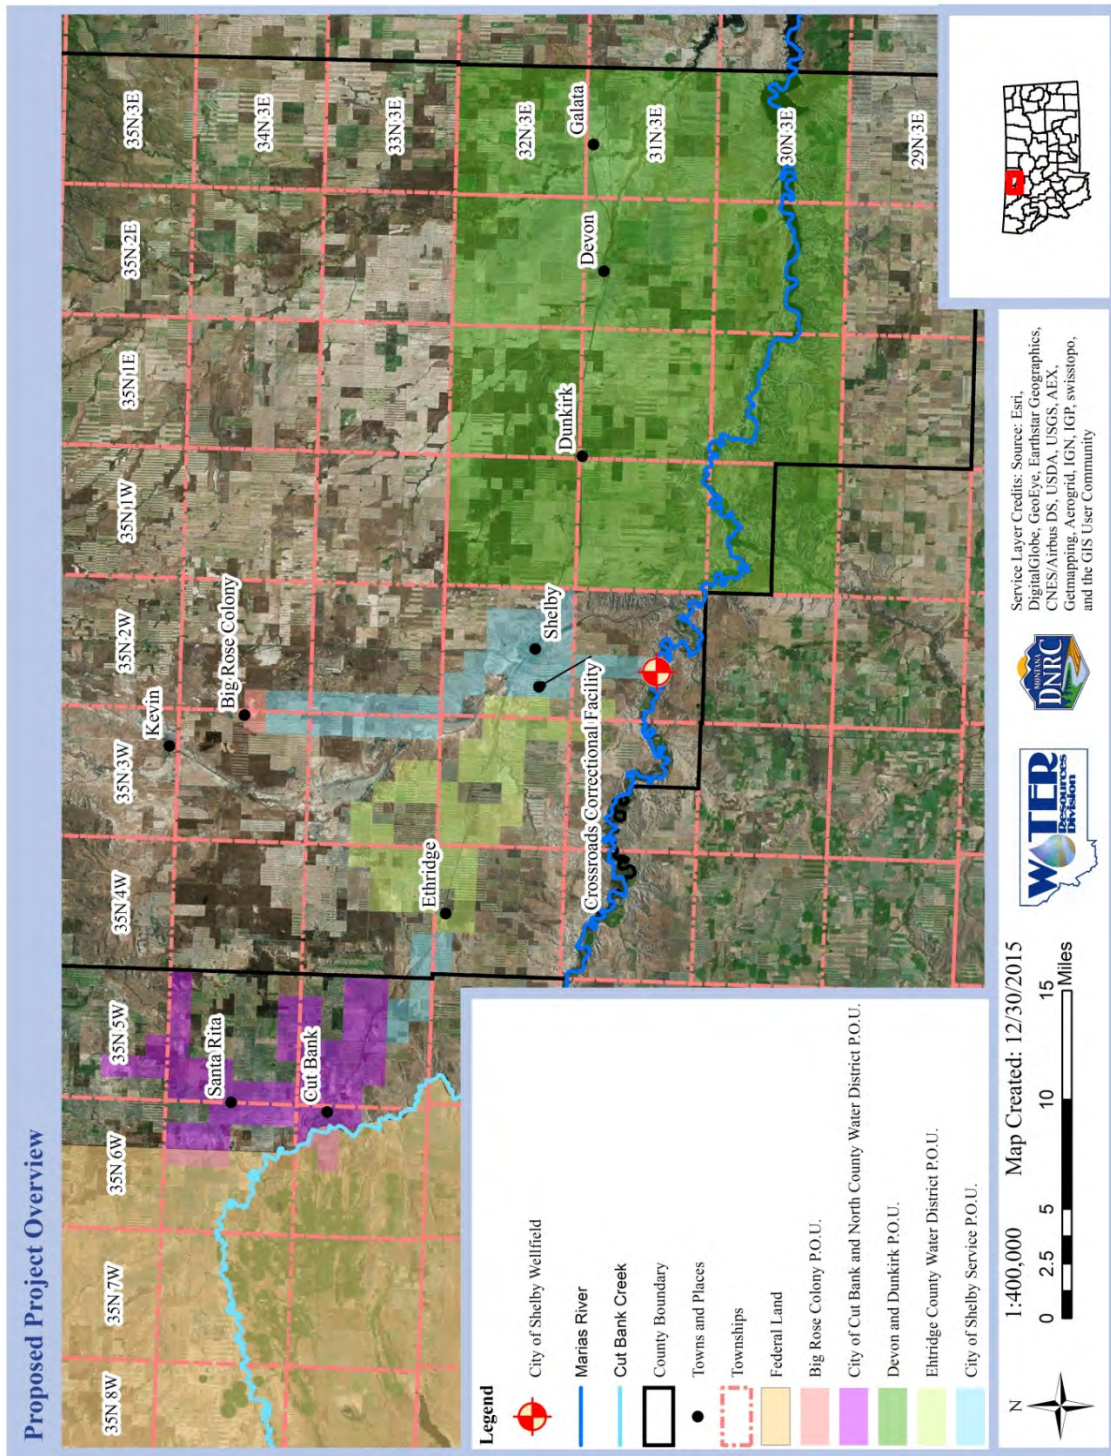 Proposed Project Overview
35N 8W
35N 7W
35N 6W
35N 5W
35N 4W
35N 3W
35N 2W
35N 1W
35N 1E
35N 2E
35N 3E
34N 3E
33N 3E
32N 3E
31N 3E
30N 3E
29N 3E
Santa Rita
Cut Bank
Kevin
Big Rose Colony
Ethridge
Shelby
Crossroads Correctional Facility
Dunkirk
Devon
Galata
Legend
City of Shelby Wellfield
Marias River
Cut Bank Creek
County Boundary
Towns and Places
Townships
Federal Land
Big Rose Colony P.O.U.
City of Cut Bank and North County Water District P.O.U.
Devon and Dunkirk P.O.U.
Ehtridge County Water District P.O.U.
City of Shelby Service P.O.U.
N
1:400,000 Map Created: 12/30/2015
0 2.5 5 10 15
Miles
WATER
Resources
Division
MONTANA
DNRC
Service Layer Credits: Source: Esri,
DigitalGlobe, GeoEye, Earthstar Geographics,
CNES/Airbus DS, USDA, USGS, AEX,
Getmapping, Aerogrid, IGN, IGP, swisstopo,
and the GIS User Community